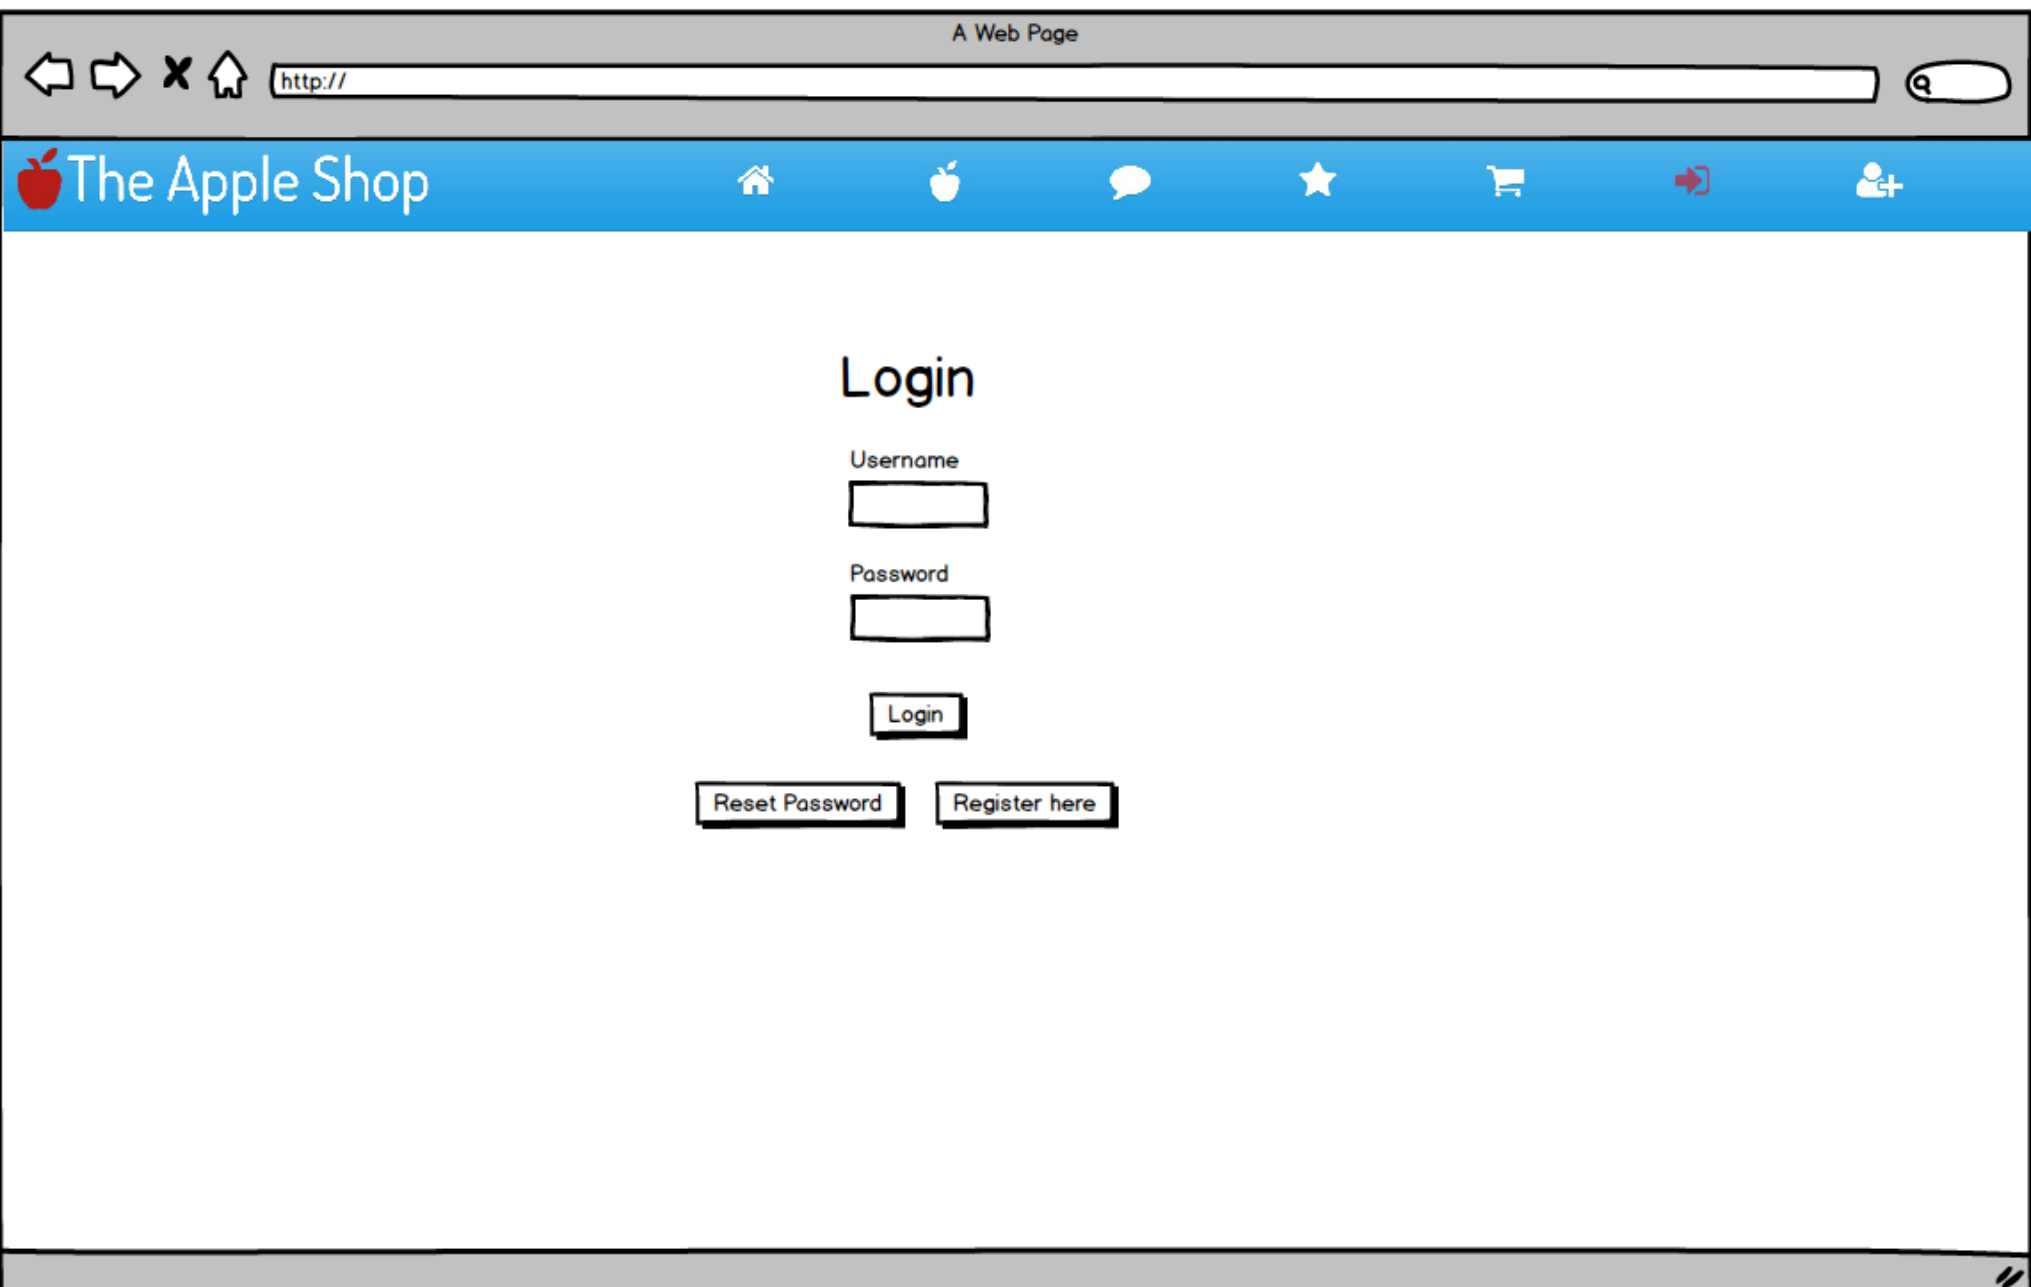 A Web Page
http://
The Apple Shop
Login
Username
Password
Login
Reset Password Register here